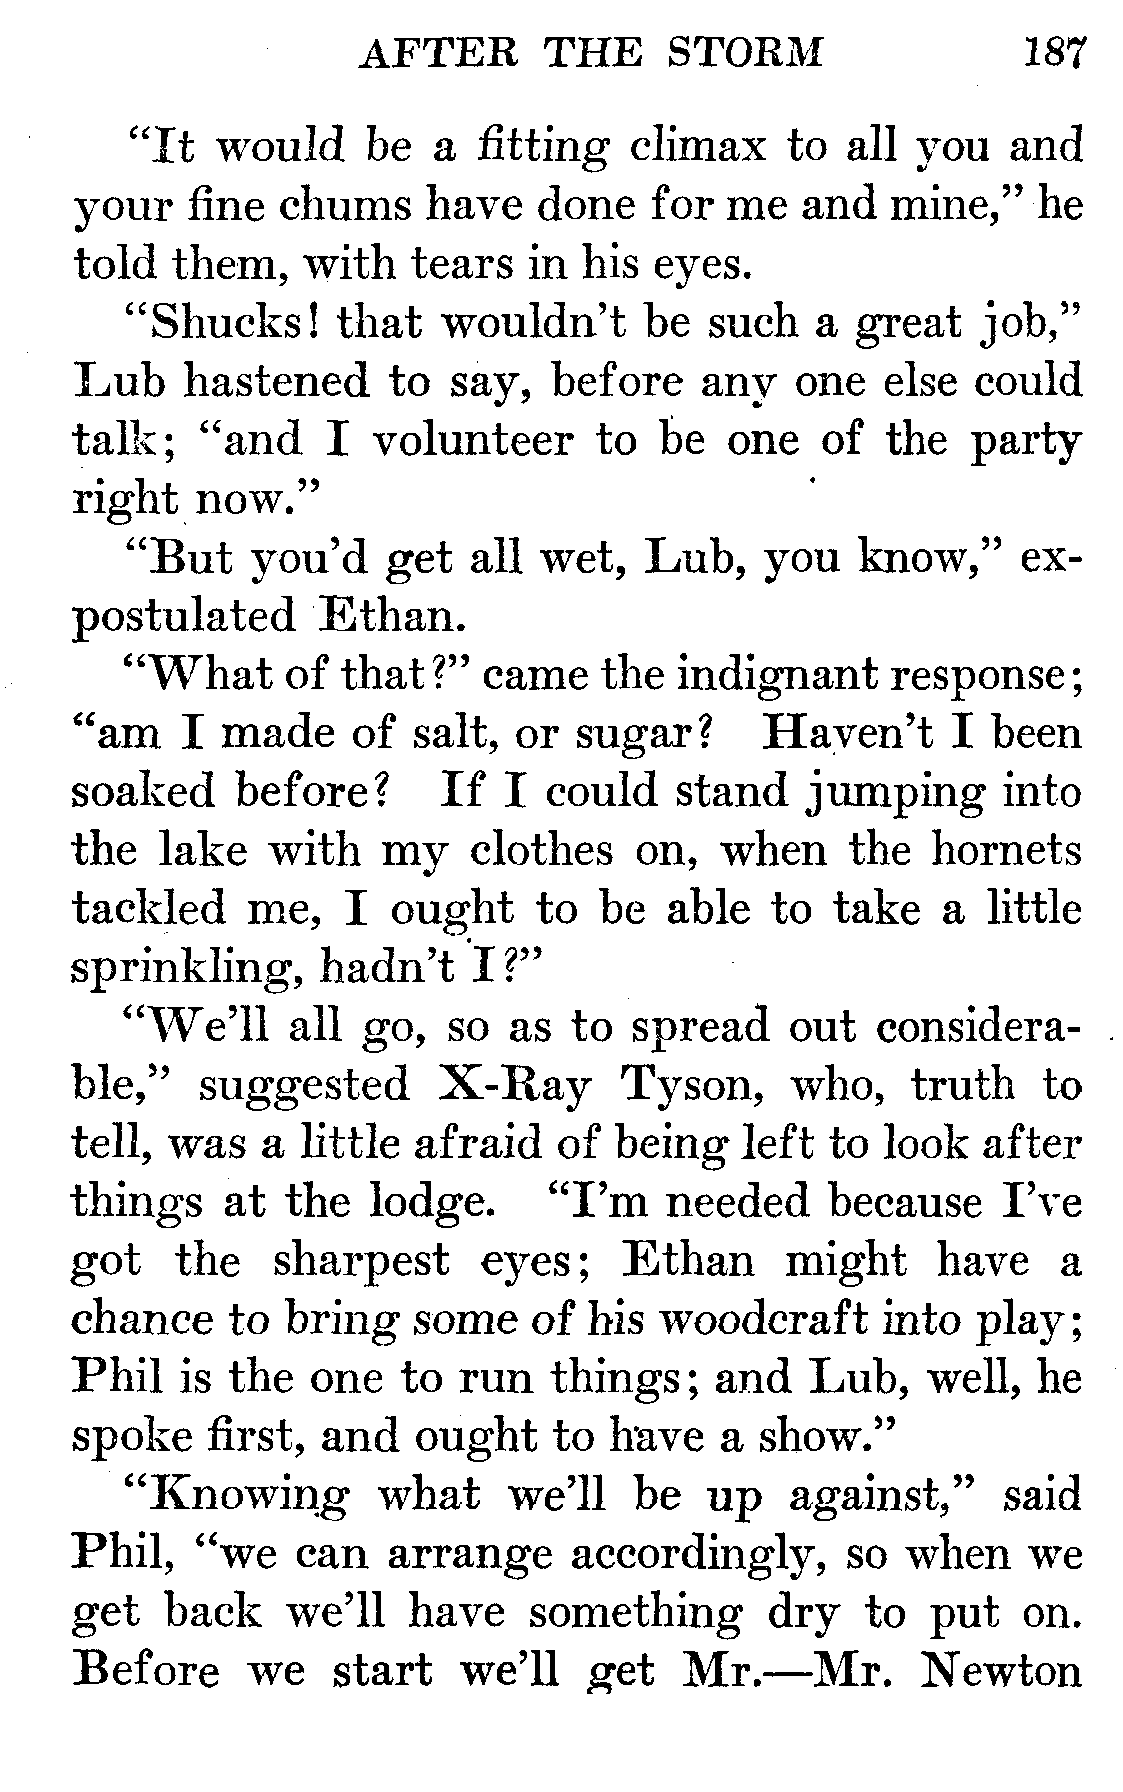 AFTER THE STORM 187
“It would be a fitting climax to all you and
your fine chums have done for me and mine,” he
told them, with tears in his eyes.
“Shucks! that wouldn’t be such a great job,”
Lub hastened to say, before any one else could
talk; “and I volunteer to be one of the party
right now.”
“But you’d get all wet, Lub, you know,” ex-
postulated Ethan.
“What of that?” came the indignant response;
“am I made of salt, or sugar? Haven’t I been
soaked before? If I could stand jumping into
the lake with my clothes on, when the hornets
tackled me, I ought to be able to take a little
sprinkling, hadn’t I?”
“We’ll all go, so as to spread out considera-
ble,” suggested X-Ray Tyson, who, truth to
tell, was a little afraid of being left to look after
things at the lodge. “I’m needed because I’ve
got the sharpest eyes; Ethan might have a
chance to bring some of his woodcraft into play;
Phil is the one to run things; and Lub, well, he
spoke first, and ought to have a show.”
“Knowing what we’ll be up against,” said
Phil, “we can arrange accordingly, so when we
get back we’ll have something dry to put on.
Before we start we’ll get Mr.—Mr. Newton